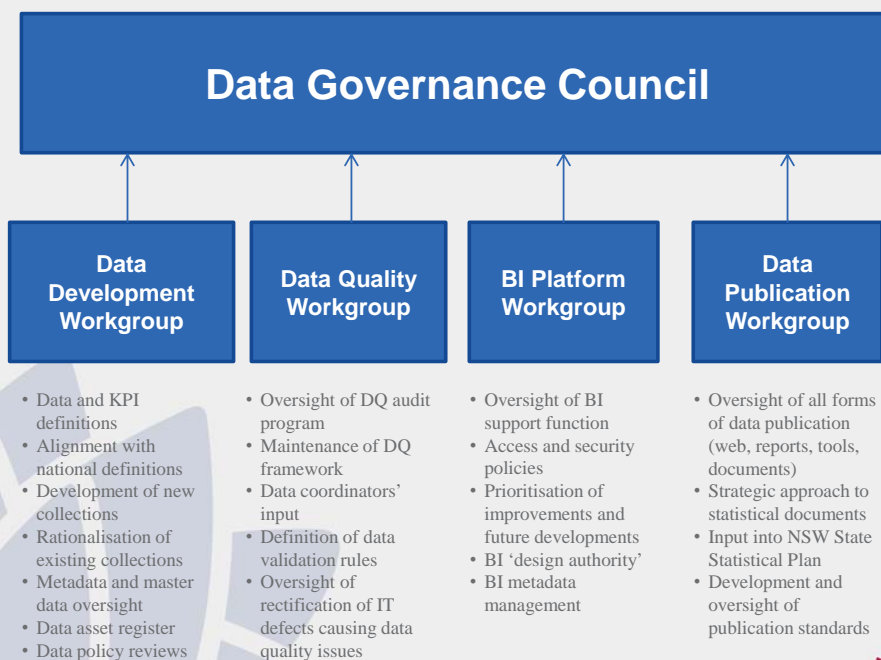 Data Governance Council
Data
Development
Workgroup
Data Quality
Workgroup
BI Platform
Workgroup
Data
Publication
Workgroup
• Data and KPI
definitions
• Alignment with
national definitions
• Development of new
collections
• Rationalisation of
existing collections
• Metadata and master
data oversight
• Data asset register
• Data policy reviews
• Oversight of DQ audit
program
• Maintenance of DQ
framework
• Data coordinators’
input
• Definition of data
validation rules
• Oversight of
rectification of IT
defects causing data
quality issues
• Oversight of BI
support function
• Access and security
policies
• Prioritisation of
improvements and
future developments
• BI ‘design authority’
• BI metadata
management
• Oversight of all forms
of data publication
(web, reports, tools,
documents)
• Strategic approach to
statistical documents
• Input into NSW State
Statistical Plan
• Development and
oversight of
publication standards